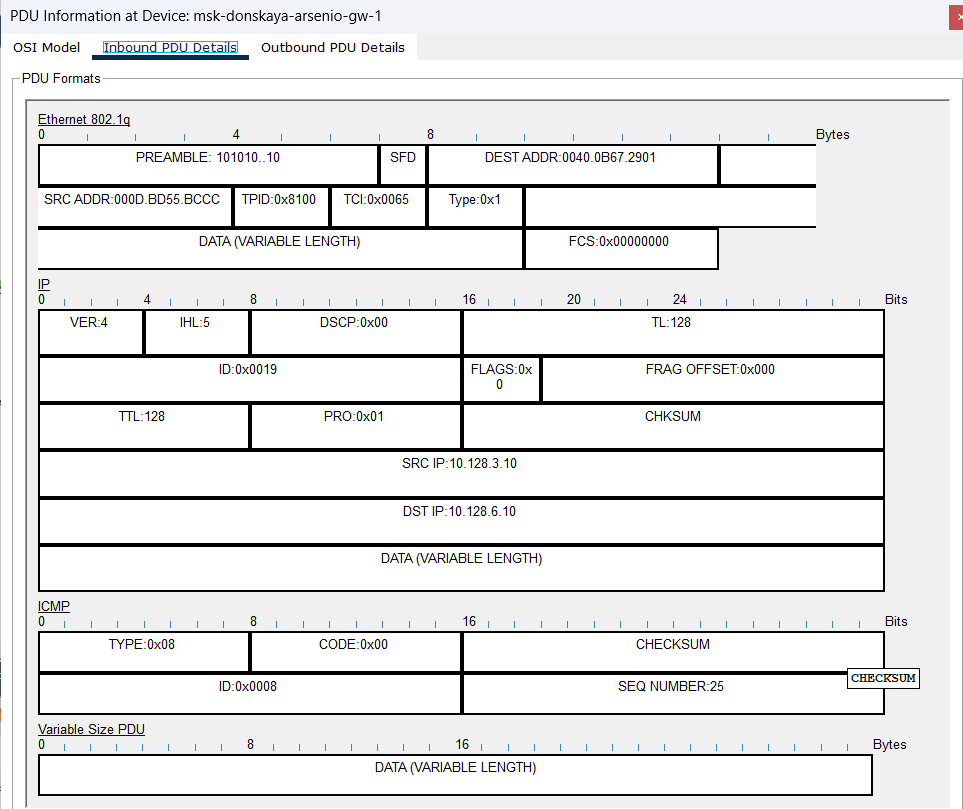 PDU Information at Device: msk-donskaya-arsenio-gw-1
OSI Model Inbound PDU Details Outbound PDU Details
PDU Formats
Ethernet 802.1q
0 4 8 Bytes
PREAMBLE: 101010..10 SFD DEST ADDR:0040.0B67.2901
SRC ADDR:000D.BD55.BCCC TPID:0x8100 TCI:0x0065 Type:0x1
DATA (VARIABLE LENGTH) FCS:0x00000000
IP
0 4 8 16 20 24 Bits
VER:4 IHL:5 DSCP:0x00 TL:128
ID:0x0019 FLAGS:0x
0 FRAG OFFSET:0x000
TTL:128 PRO:0x01 CHKSUM
SRC IP:10.128.3.10
DST IP:10.128.6.10
DATA (VARIABLE LENGTH)
ICMP
0 8 16 Bits
TYPE:0x08 CODE:0x00 CHECKSUM
CHECKSUM
ID:0x0008 SEQ NUMBER:25
Variable Size PDU
0 8 16 Bytes
DATA (VARIABLE LENGTH)